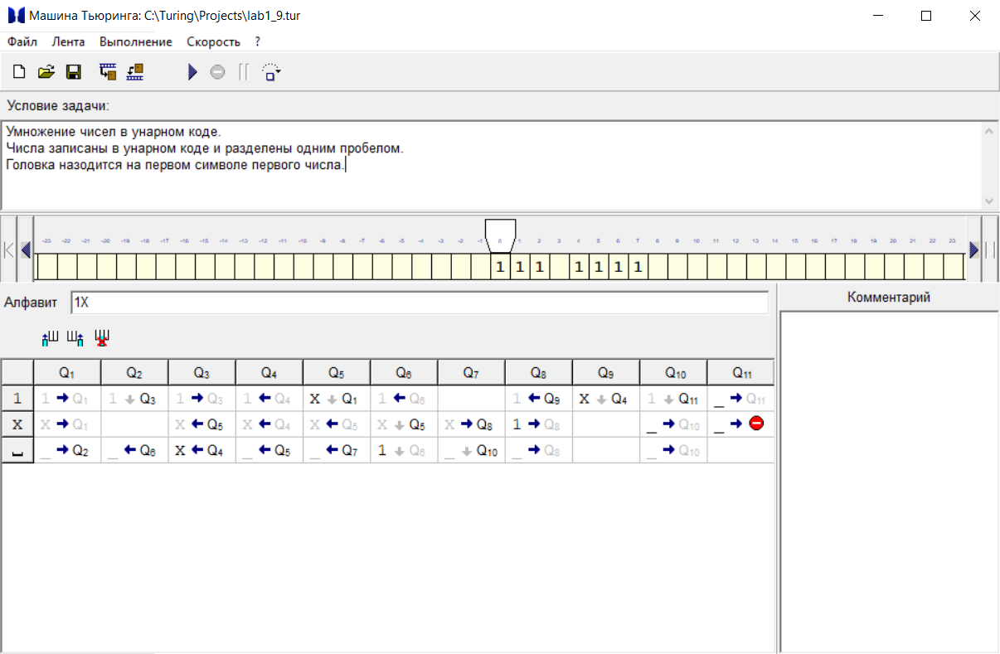 Машина Тьюринга: C:\Turing\Projects\lab1_9.tur
Файл Лента Выполнение Скорость ?
Условие задачи:
Умножение чисел в унарном коде.
Числа записаны в унарном коде и разделены одним пробелом.
Головка назодится на первом символе первого числа.
-23 -22 -21 -20 -19 -18 -17 -16 -15 -14 -13 -12 -11 -10 -9 -8 -7 -6 -5 -4 -3 -2 -1 0 1 2 3 4 5 6 7 8 9 10 11 12 13 14 15 16 17 18 19 20 21 22 23
1 1 1 1 1 1 1
Алфавит 1X
Комментарий
Q1 Q2 Q3 Q4 Q5 Q6 Q7 Q8 Q9 Q10 Q11
1 1 → Q1 1 ↓ Q3 1 → Q3 1 ← Q4 X ↓ Q1 1 ← Q6 1 ← Q9 X ↓ Q4 1 ↓ Q11 _ → Q11
X X → Q1 X ← Q5 X ← Q4 X ← Q5 X ↓ Q5 X → Q8 1 → Q8 _ → Q10 _ →
_ → Q2 _ ← Q6 X ← Q4 _ ← Q5 _ ← Q7 1 ↓ Q6 _ ↓ Q10 _ → Q8 _ → Q10